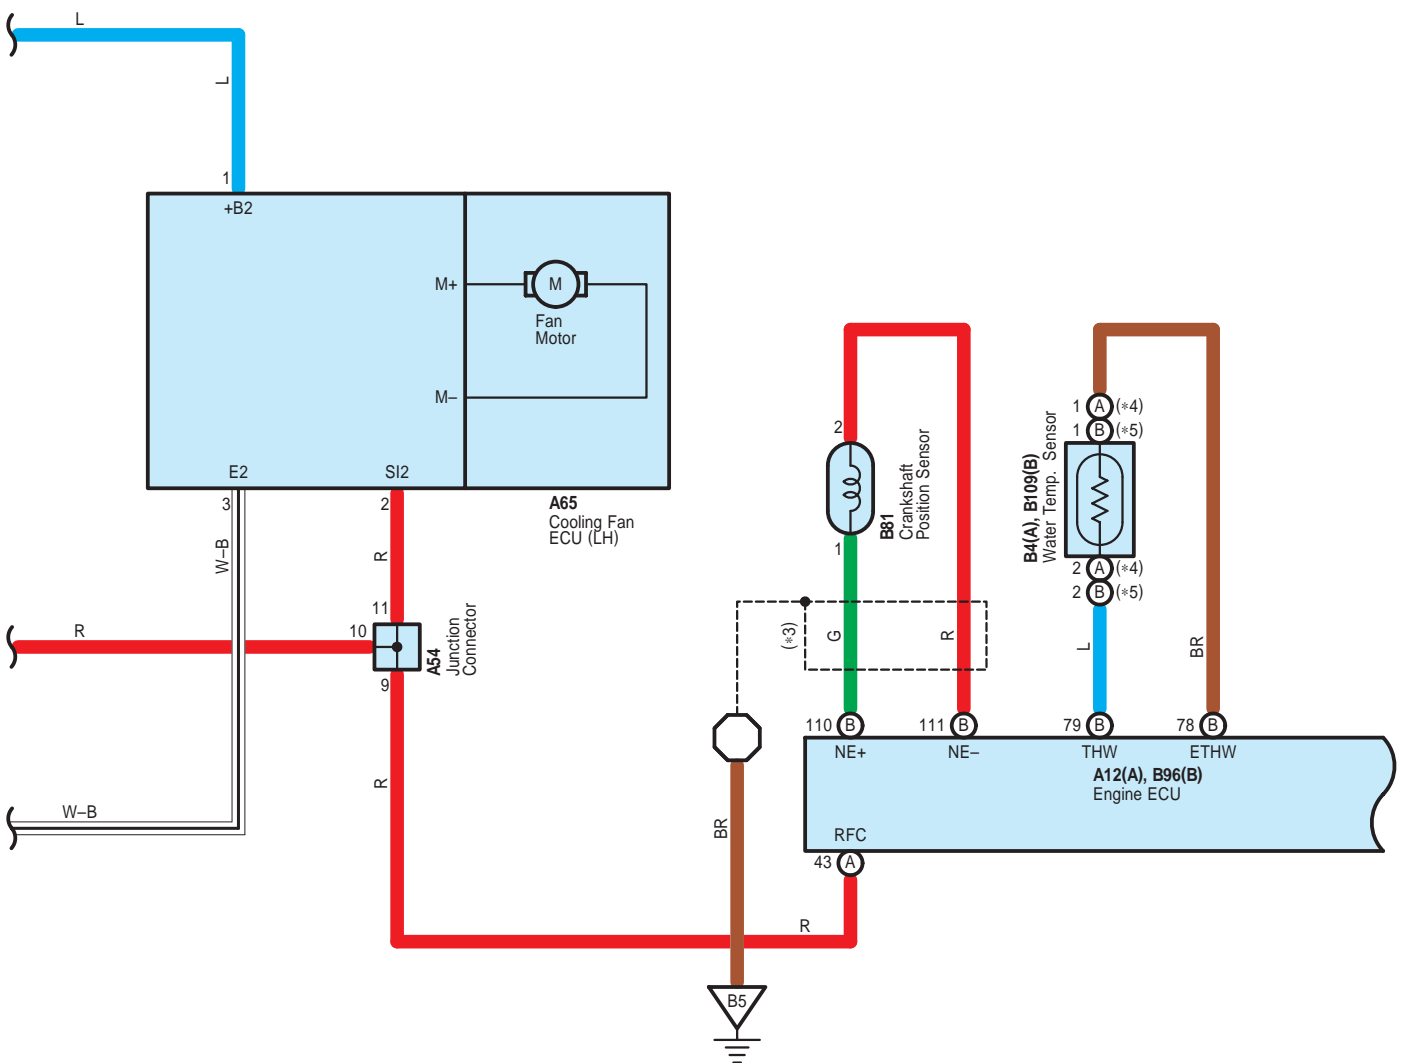 L
L
1
+B2
M+
M
Fan
Motor
M–
E2
SI2
3
2
A65
Cooling Fan
ECU (LH)
W–B
R
11
R
10
A54
Junction
Connector
9
W–B
R
R
2
B81
Crankshaft
Position Sensor
1
(*3)
G
R
1 A (*4)
1 B (*5)
B4(A), B109(B)
Water Temp. Sensor
2 A (*4)
2 B (*5)
L
BR
110 B
111 B
79 B
78 B
NE+
NE–
THW
ETHW
A12(A), B96(B)
Engine ECU
RFC
43 A
BR
B5